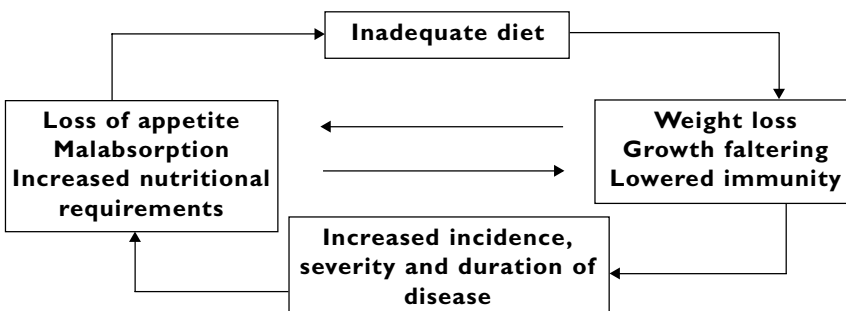 Inadequate diet
Loss of appetite
Malabsorption
Increased nutritional
requirements
Weight loss
Growth faltering
Lowered immunity
Increased incidence,
severity and duration of
disease